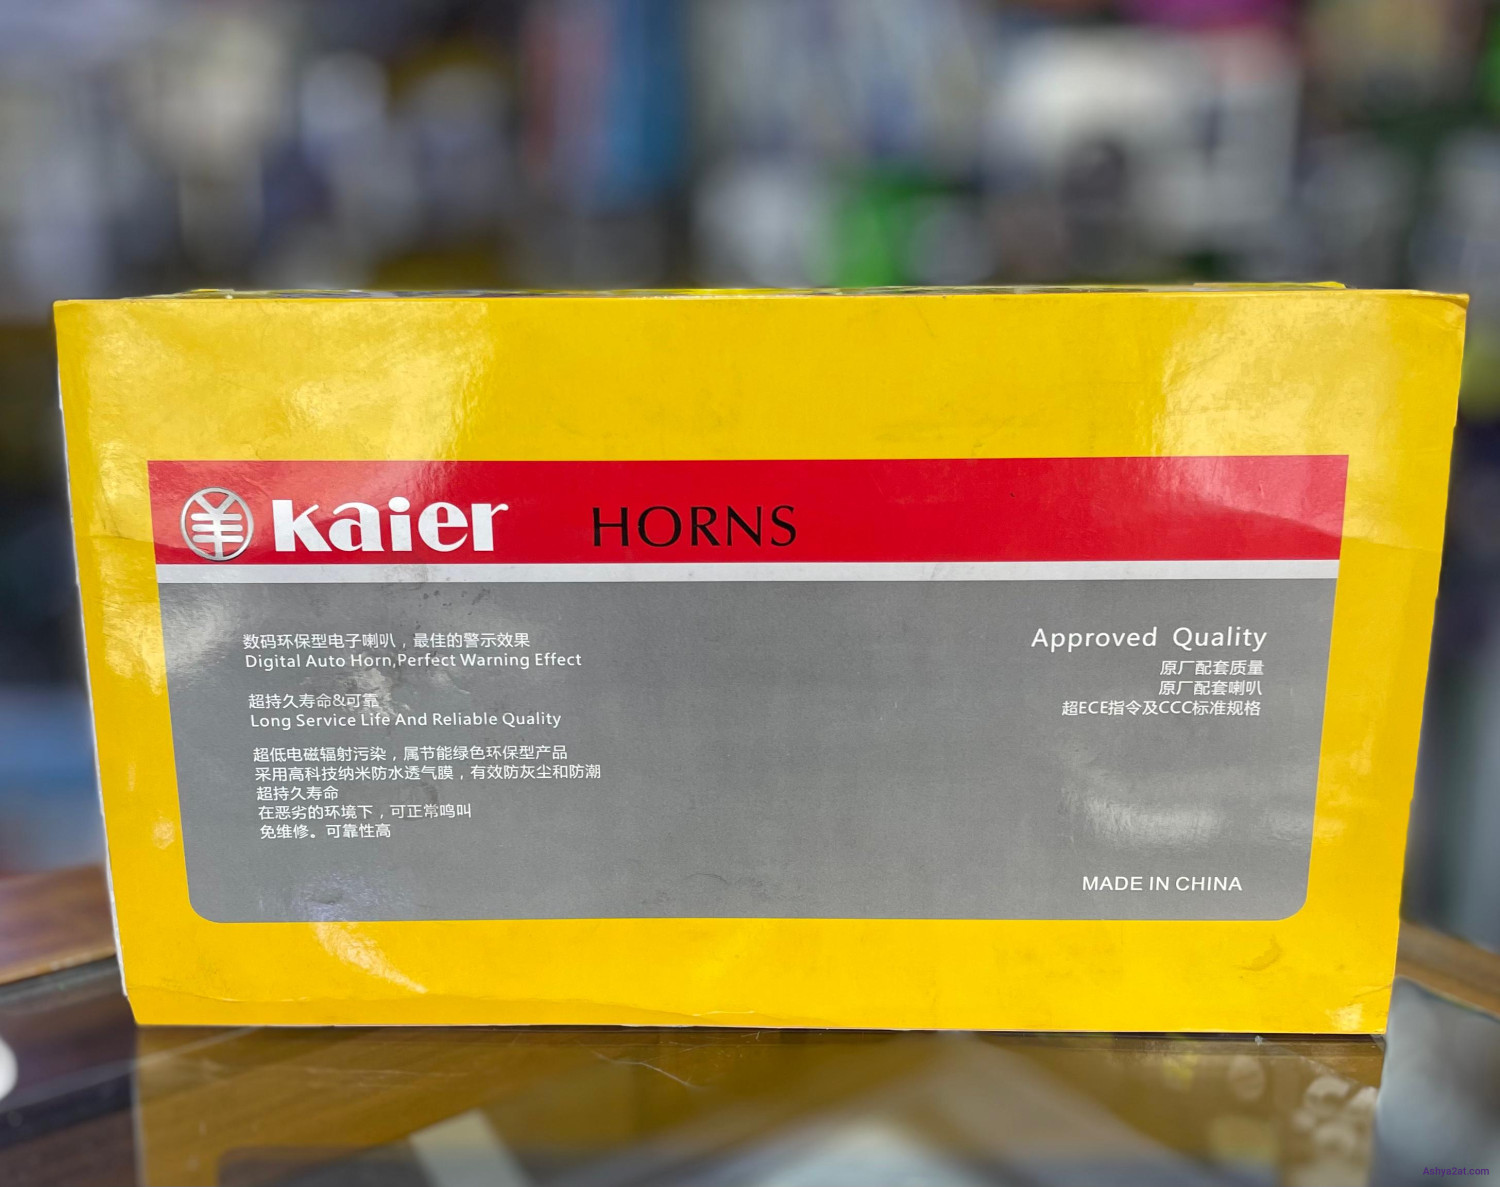 kaier HORNS
数码环保型电子喇叭，最佳的警示效果
Digital Auto Horn,Perfect Warning Effect
超持久寿命&可靠
Long Service Life And Reliable Quality
超低电磁辐射污染，属节能绿色环保型产品
采用高科技纳米防水透气膜，有效防灰尘和防潮
超持久寿命
在恶劣的环境下，可正常鸣叫
免维修。可靠性高
Approved Quality
原厂配套质量
原厂配套喇叭
超ECE指令及CCC标准规格
MADE IN CHINA
Ashya2at.com